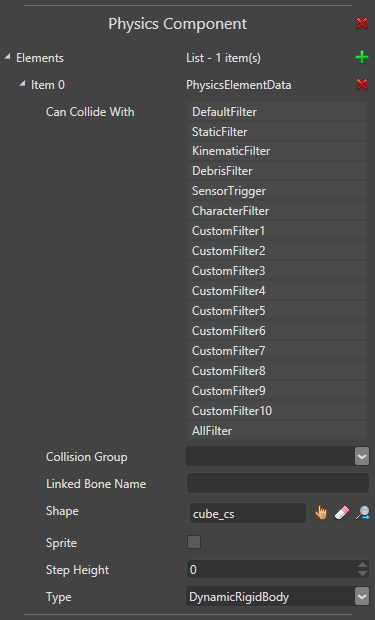 Physics Component
Elements List - 1 item(s)
Item 0 PhysicsElementData
Can Collide With DefaultFilter
StaticFilter
KinematicFilter
DebrisFilter
SensorTrigger
CharacterFilter
CustomFilter1
CustomFilter2
CustomFilter3
CustomFilter4
CustomFilter5
CustomFilter6
CustomFilter7
CustomFilter8
CustomFilter9
CustomFilter10
AllFilter
Collision Group
Linked Bone Name
Shape cube_cs
Sprite
Step Height 0
Type DynamicRigidBody